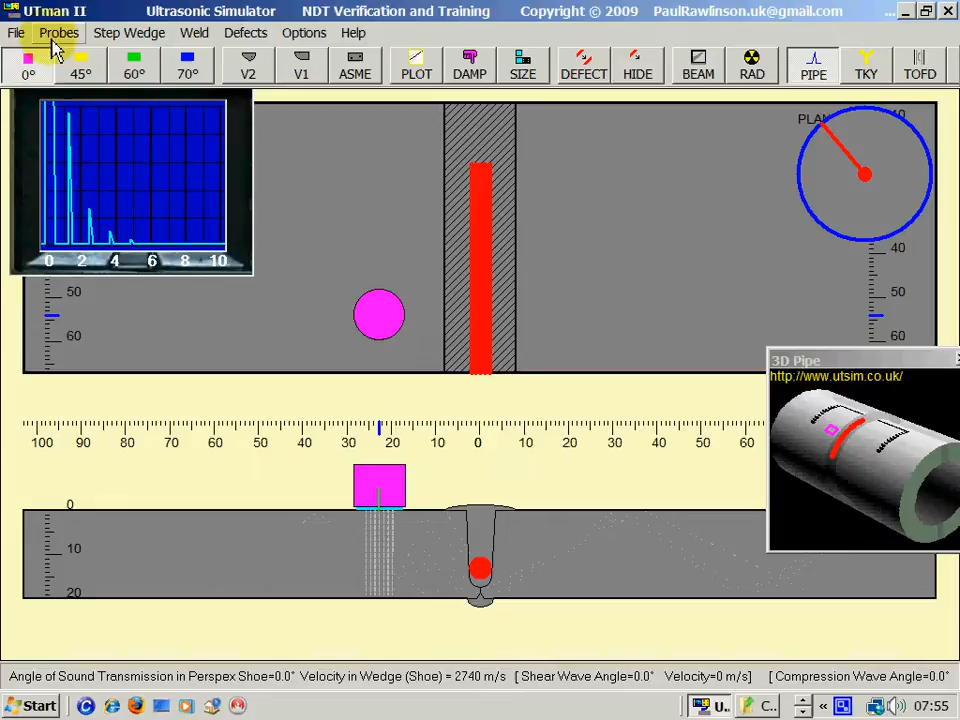 UTman II Ultrasonic Simulator NDT Verification and Training Copyright © 2009 PaulRawlinson.uk@gmail.com ...
File Probes Step Wedge Weld Defects Options Help
0° 45° 60° 70° V2 V1 ASME PLOT DAMP SIZE DEFECT HIDE BEAM RAD PIPE TKY TOFD
PLAN
40
0 2 4 6 8 10
40
50 50
60 60
3D Pipe
http://www.utsim.co.uk/
100 90 80 70 60 50 40 30 20 10 0 10 20 30 40 50 60
0
10
20
Angle of Sound Transmission in Perspex Shoe=0.0° Velocity in Wedge (Shoe) = 2740 m/s [ Shear Wave Angle=0.0° Velocity=0 m/s] [ Compression Wave Angle=0.0°
Start U.. C.. « 07:55